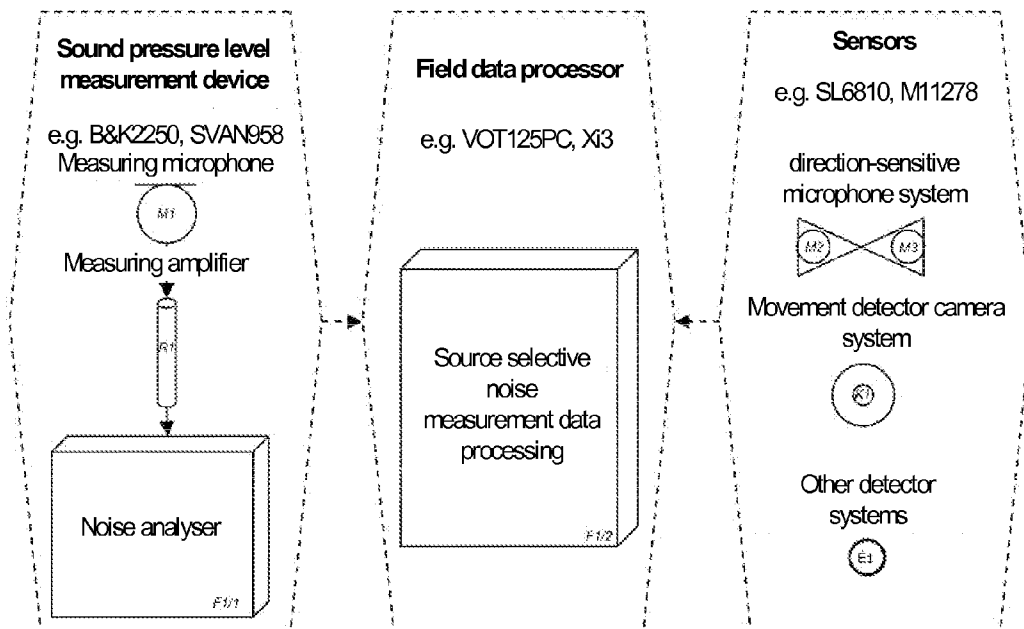 Sound pressure level
measurement device
e.g. B&K2250, SVAN958
Measuring microphone
M1
Measuring amplifier
Noise analyser
F1/1
Field data processor
e.g. VOT125PC, Xi3
Source selective
noise
measurement data
processing
F1/2
Sensors
e.g. SL6810, M11278
direction-sensitive
microphone system
M2
M3
Movement detector camera
system
K1
Other detector
systems
E1